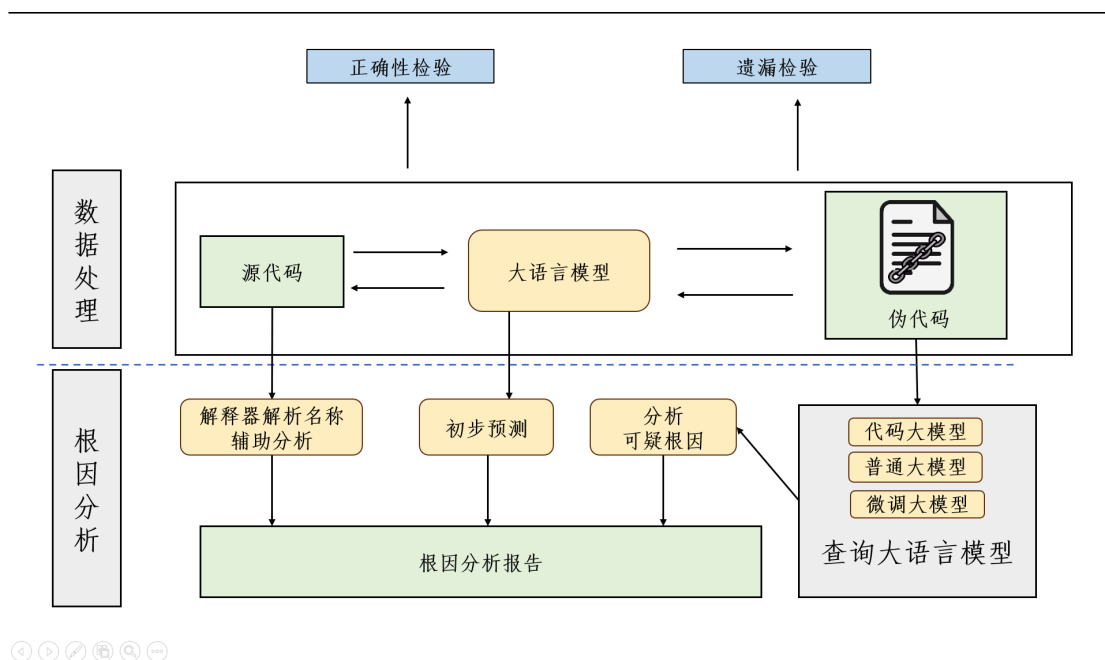 正确性检验
遗漏检验
数据处理
源代码
大语言模型
伪代码
根因分析
解释器解析名称
辅助分析
初步预测
分析
可疑根因
代码大模型
普通大模型
微调大模型
查询大语言模型
根因分析报告